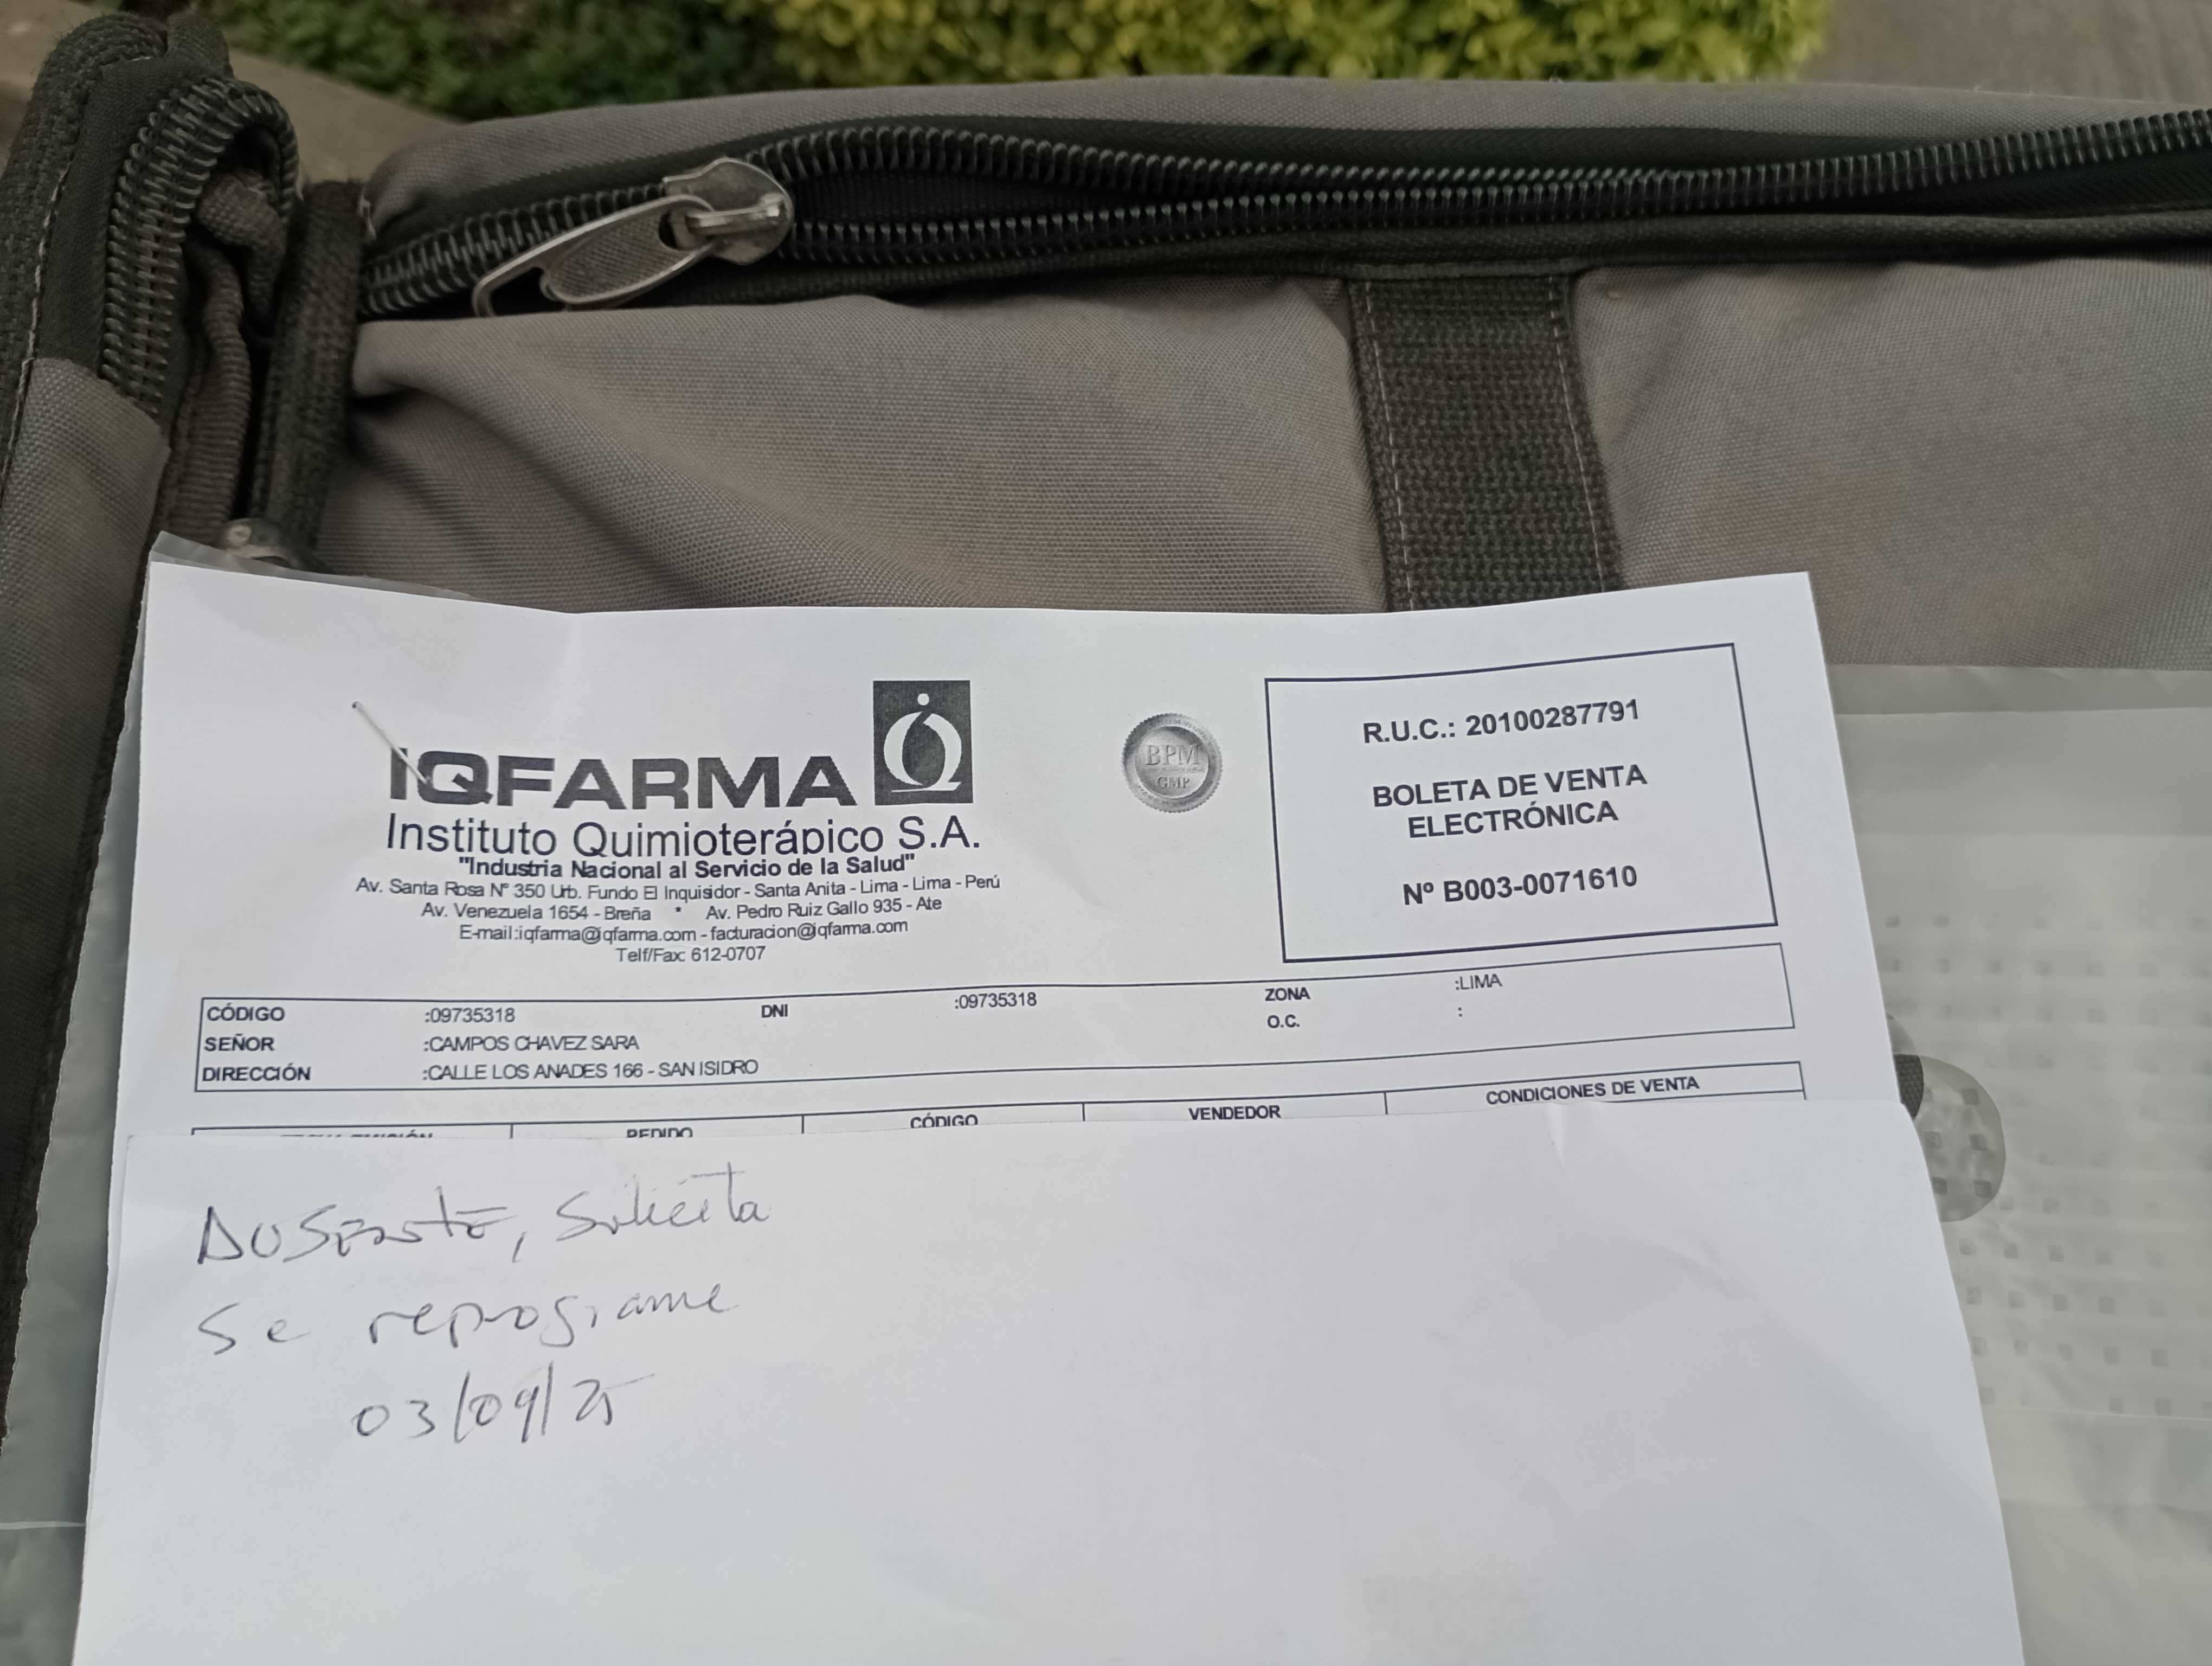 IQFARMA
Instituto Quimioterápico S.A.
"Industria Nacional al Servicio de la Salud"
Av. Santa Rosa Nº 350 Urb. Fundo El Inquisidor - Santa Anita - Lima - Lima - Perú
Av. Venezuela 1654 - Breña * Av. Pedro Ruiz Gallo 935 - Ate
E-mail:iqfarma@iqfarma.com - facturacion@iqfarma.com
Telf/Fax: 612-0707
BPM
GMP
R.U.C.: 20100287791
BOLETA DE VENTA
ELECTRÓNICA
Nº B003-0071610
CÓDIGO :09735318 DNI :09735318 ZONA :LIMA
SEÑOR :CAMPOS CHAVEZ SARA O.C. :
DIRECCIÓN :CALLE LOS ANADES 166 - SAN ISIDRO
PEDIDO CÓDIGO VENDEDOR CONDICIONES DE VENTA
Ausente, Solicita
Se reprograme
03/09/25